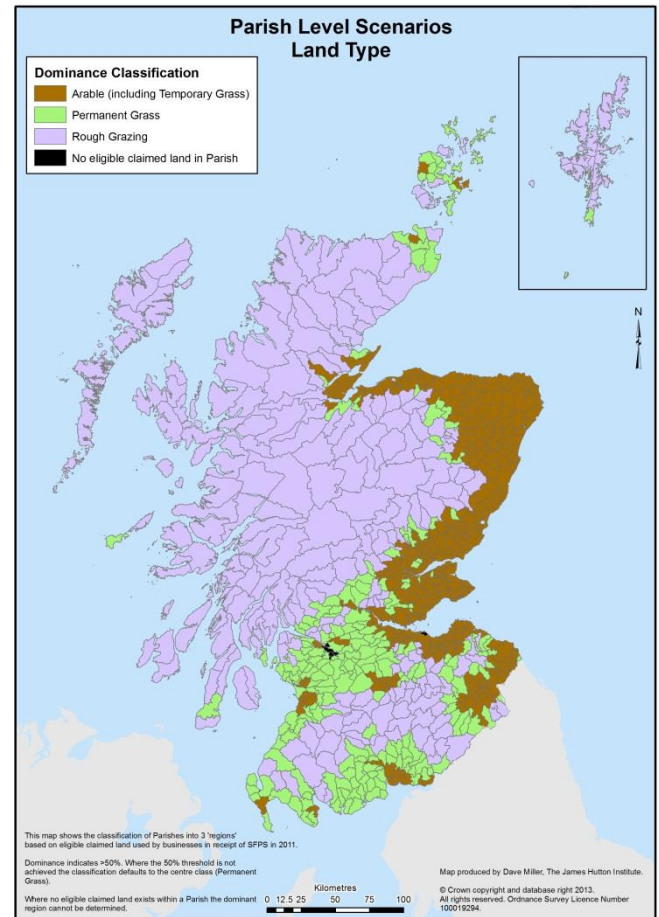 Parish Level Scenarios
Land Type
Dominance Classification
Arable (including Temporary Grass)
Permanent Grass
Rough Grazing
No eligible claimed land in Parish
N
This map shows the classification of Parishes into 3 'regions'
based on eligible claimed land used by businesses in receipt of SFPS in 2011.
Dominance indicates >50%. Where the 50% threshold is not
achieved the classification defaults to the centre class (Permanent
Grass).
Where no eligible claimed land exists within a Parish the dominant
region cannot be determined.
Kilometres
0 12.5 25 50 75 100
Map produced by Dave Miller, The James Hutton Institute.
© Crown copyright and database right 2013.
All rights reserved. Ordnance Survey Licence Number
100019294.